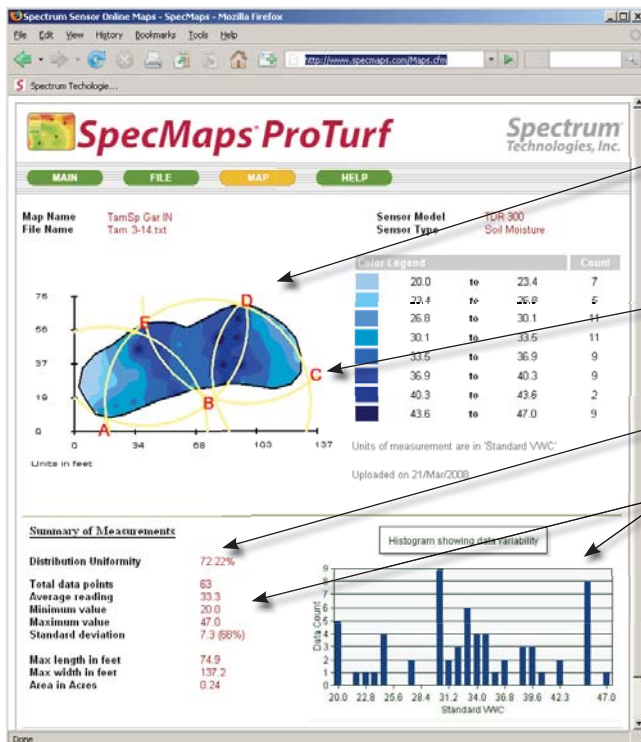 Spectrum Sensor Online Maps - SpecMaps - Mozilla Firefox
File Edit View History Bookmarks Tools Help
http://www.specmaps.com/Maps.cfm
Spectrum Techologie...
SpecMaps ProTurf
Spectrum
Technologies, Inc.
MAIN FILE MAP HELP
Map Name TamSp Gar IN
File Name Tam 3-14.txt
Sensor Model TDR 300
Sensor Type Soil Moisture
Color Legend Count
20.0 to 23.4 7
23.4 to 26.8 5
26.8 to 30.1 11
30.1 to 33.5 11
33.5 to 36.9 9
36.9 to 40.3 9
40.3 to 43.6 2
43.6 to 47.0 9
Units of measurement are in 'Standard VWC'
Uploaded on 21/Mar/2008
76
56
37
19
0
0 34 68 103 137
A B C D E
Units in feet
Summary of Measurements
Distribution Uniformity 72.22%
Total data points 63
Average reading 33.3
Minimum value 20.0
Maximum value 47.0
Standard deviation 7.3 (68%)
Max length in feet 74.9
Max width in feet 137.2
Area in Acres 0.24
Histogram showing data variability
Data Count
9
8
7
6
5
4
3
2
1
0
20.0 22.8 25.6 28.4 31.2 34.0 36.8 39.6 42.3 47.0
Standard VWC
Done